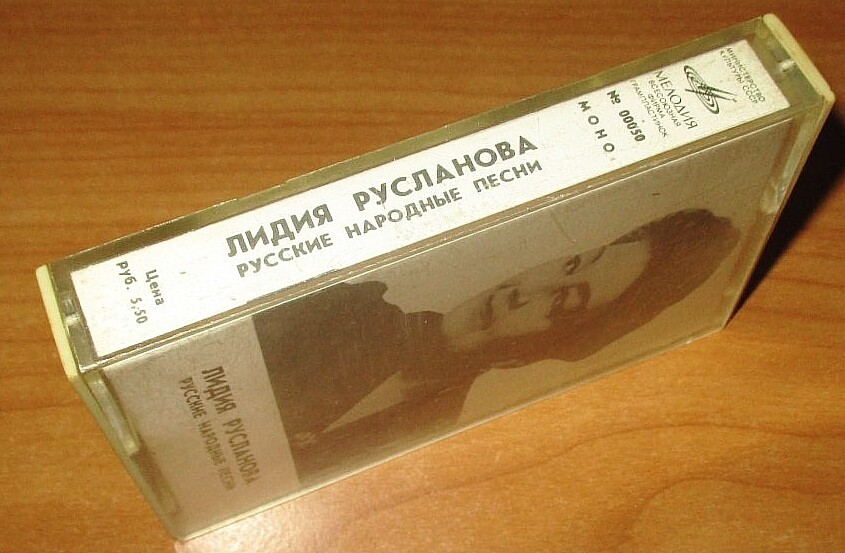 Цена
РУБ. 5,50
ЛИДИЯ РУСЛАНОВА
РУССКИЕ НАРОДНЫЕ ПЕСНИ
№ 00050
МОНО
МЕЛОДИЯ
ВСЕСОЮЗНАЯ
ФИРМА
ГРАМПЛАСТИНОК
МИНИСТЕРСТВО
КУЛЬТУРЫ СССР
ЛИДИЯ РУСЛАНОВА
РУССКИЕ НАРОДНЫЕ ПЕСНИ